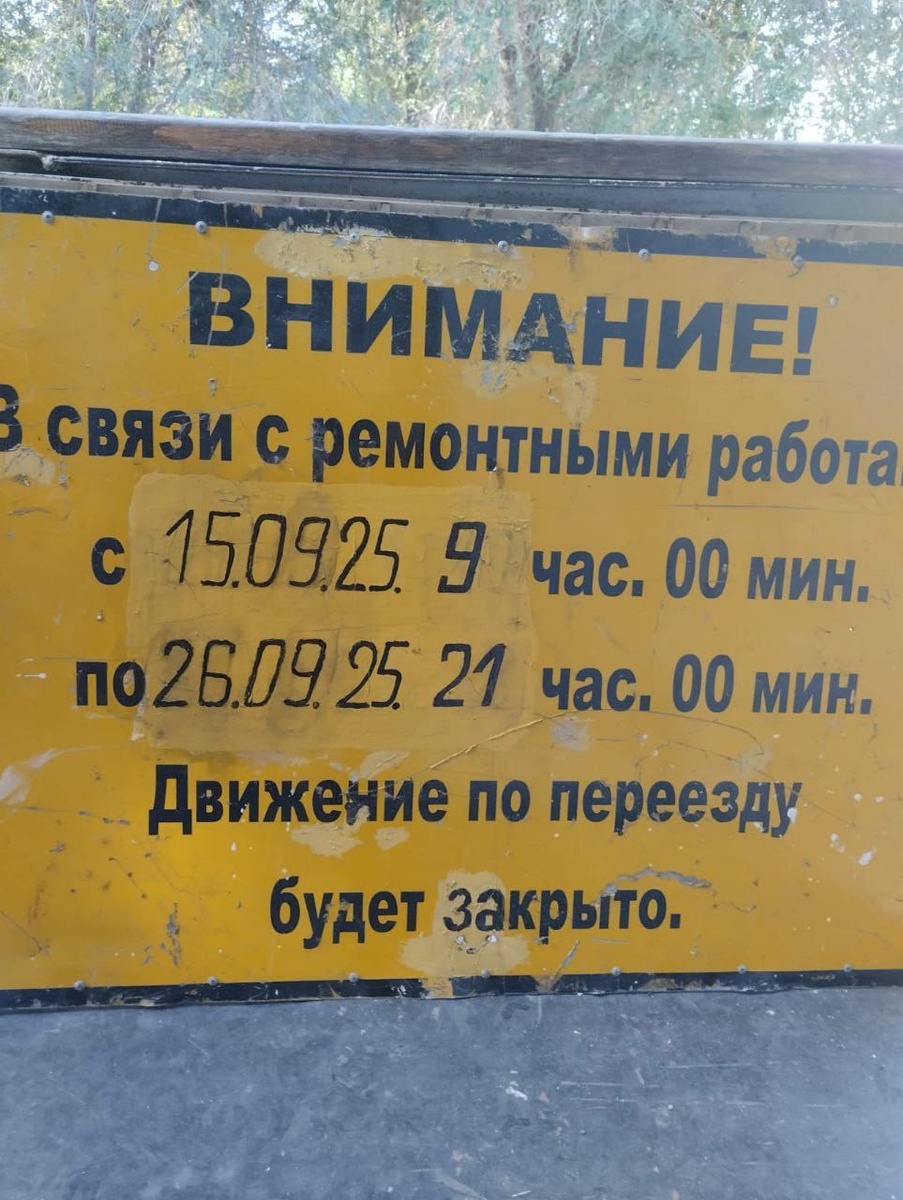 ВНИМАНИЕ!
В связи с ремонтными работа
с 15.09.25. 9 час. 00 мин.
по 26.09.25. 21 час. 00 мин.
Движение по переезду
будет закрыто.